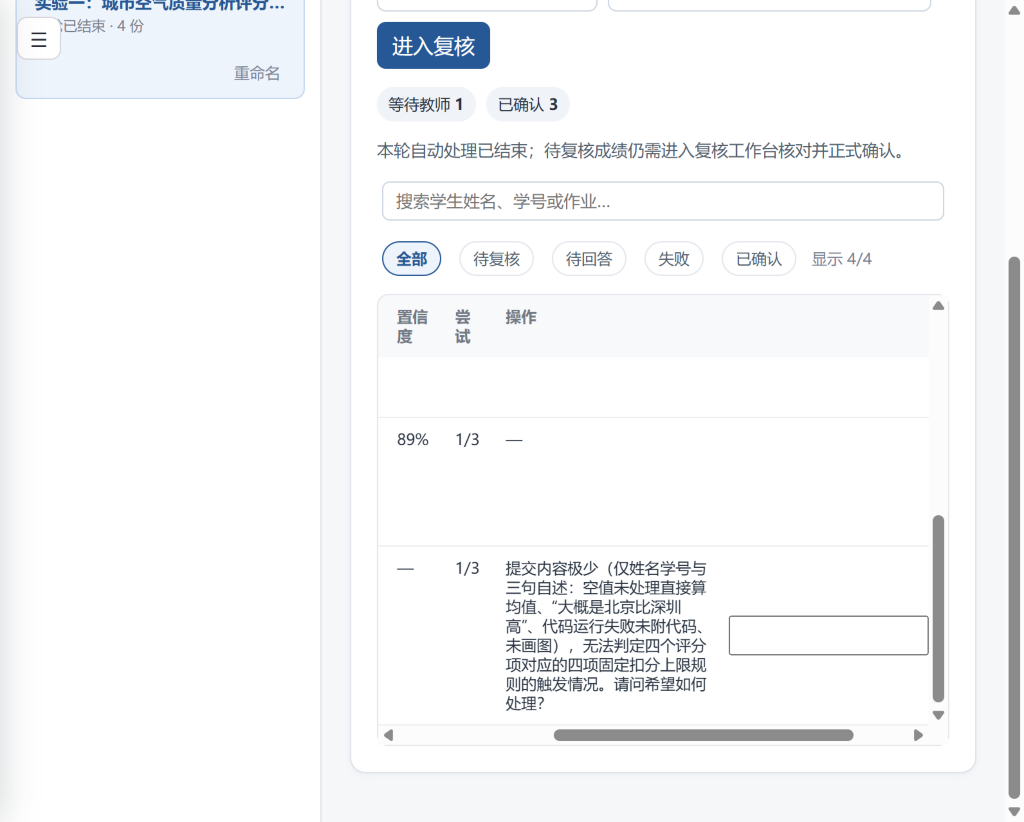 实验一：城市空气质量分析评分...
已结束 · 4 份
重命名
进入复核
等待教师 1
已确认 3
本轮自动处理已结束；待复核成绩仍需进入复核工作台核对并正式确认。
搜索学生姓名、学号或作业...
全部
待复核
待回答
失败
已确认
显示 4/4
置信
度
尝
试
操作
89%
1/3
—
—
1/3
提交内容极少（仅姓名学号与
三句自述：空值未处理直接算
均值、“大概是北京比深圳
高”、代码运行失败未附代码、
未画图），无法判定四个评分
项对应的四项固定扣分上限规
则的触发情况。请问希望如何
处理？